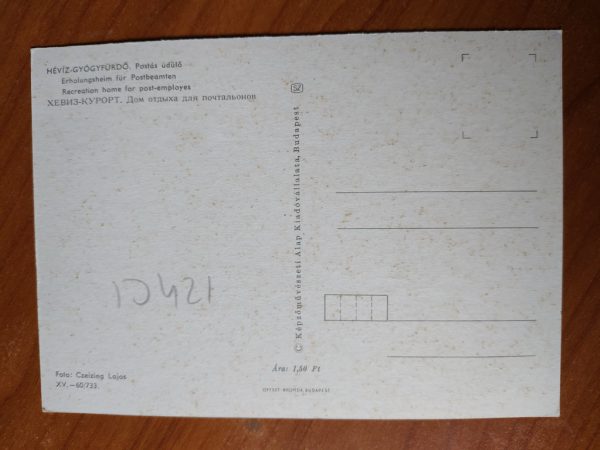 HÉVÍZ-GYÓGYFÜRDŐ. Postás üdülő
Erholungsheim für Postbeamten
Recreation home for post-employes
ХЕВИЗ-КУРОРТ. Дом отдыха для почтальонов
© Képzőművészeti Alap Kiadóvállalata, Budapest
Foto: Czeizing Lajos
XV.—60/733.
Ára: 1,50 Ft
OFFSET-NYOMDA, BUDAPEST